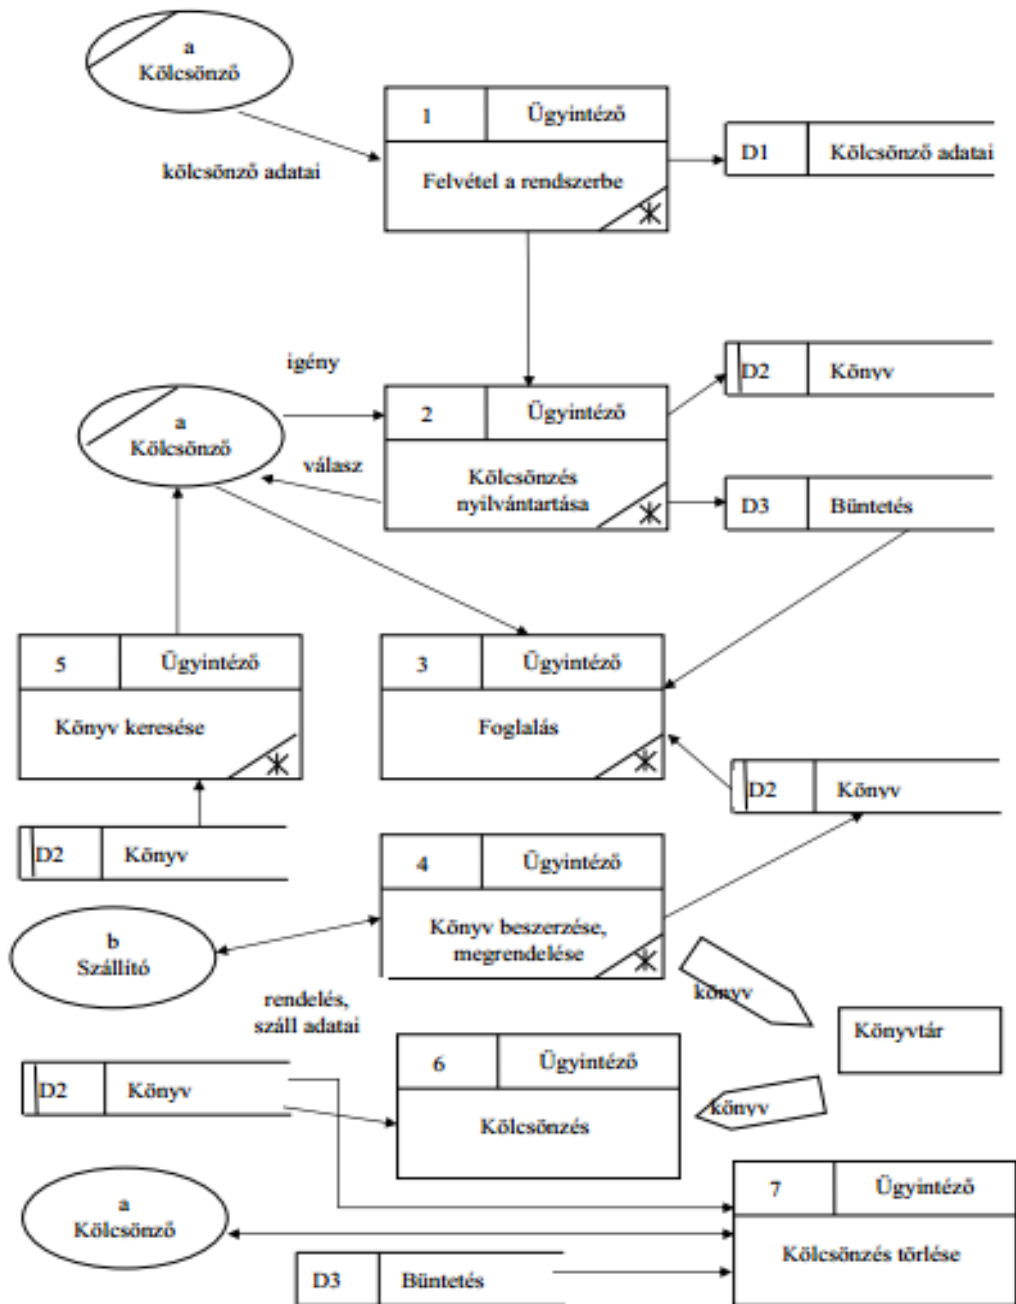 a
Kölcsönző
1
Ügyintéző
Felvétel a rendszerbe
D1
Kölcsönző adatai
kölcsönző adatai
igény
a
Kölcsönző
válasz
2
Ügyintéző
Kölcsönzés
nyilvántartása
D2
Könyv
D3
Büntetés
5
Ügyintéző
Könyv keresése
3
Ügyintéző
Foglalás
D2
Könyv
D2
Könyv
4
Ügyintéző
Könyv beszerzése,
megrendelése
b
Szállító
rendelés,
száll adatai
könyv
Könyvtár
D2
Könyv
6
Ügyintéző
Kölcsönzés
könyv
a
Kölcsönző
7
Ügyintéző
Kölcsönzés törlése
D3
Büntetés